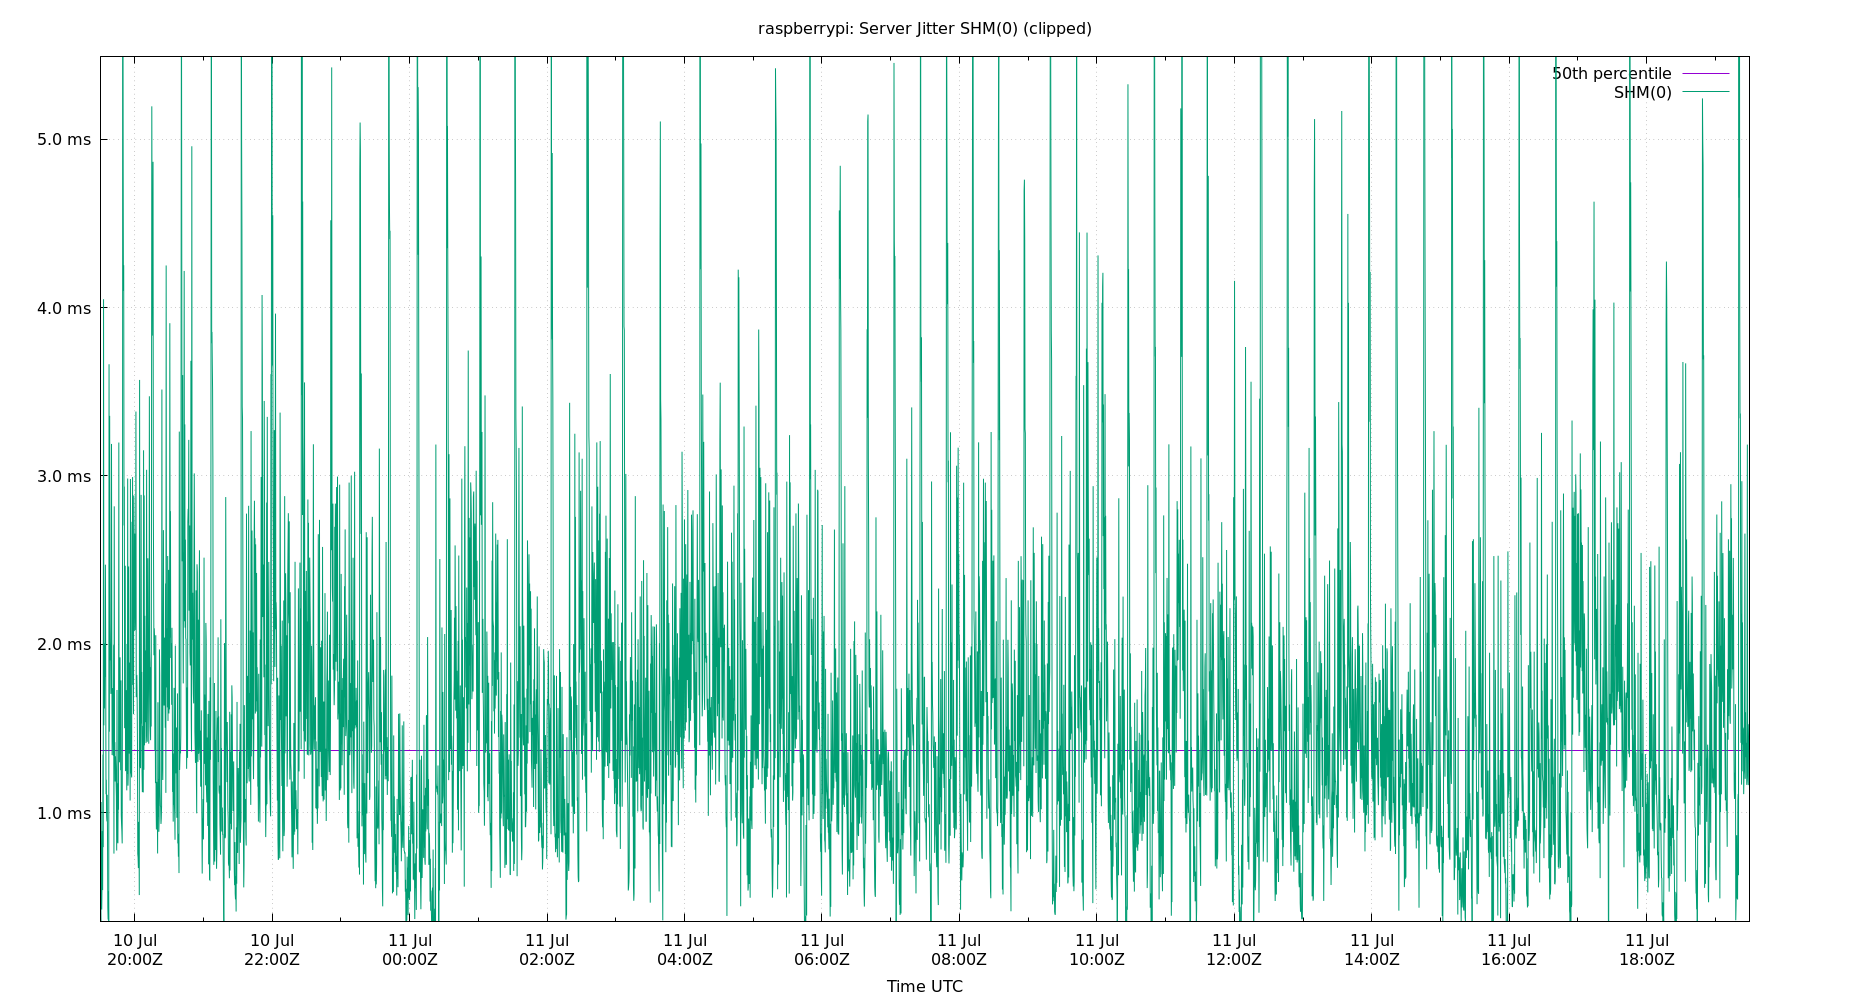 raspberrypi: Server Jitter SHM(0) (clipped)
50th percentile
SHM(0)
5.0 ms
4.0 ms
3.0 ms
2.0 ms
1.0 ms
10 Jul 10 Jul 11 Jul 11 Jul 11 Jul 11 Jul 11 Jul 11 Jul 11 Jul 11 Jul 11 Jul 11 Jul
20:00Z 22:00Z 00:00Z 02:00Z 04:00Z 06:00Z 08:00Z 10:00Z 12:00Z 14:00Z 16:00Z 18:00Z
Time UTC